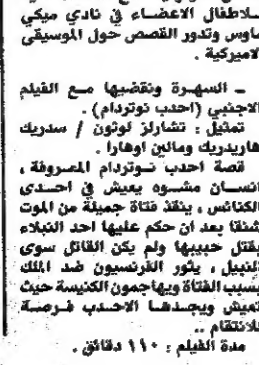 للاطفال الاعضاء في نادي ميكي
ماوس وتدور القصص حول الموسيقى
الاميركية .
ـ السهرة ونقضيها مع الفيلم
الاجنبي (احدب نوتردام) .
تمثيل : تشارلز لوتون / سدريك
هاردريك ومالين اوهارا .
قصة احدب نوتردام المعروفة ،
انسان مشوه يعيش في احدى
الكنائس ، ينقذ فتاة جميلة من الموت
شنقا بعد ان حكم عليها احد النبلاء
بقتل حبيبها ولم يكن القاتل سوى
النبيل ، يثور الفرنسيون ضد الملك
بسبب الفتاة ويهاجمون الكنيسة حيث
تعيش ويجدها الاحدب فرصة
للانتقام ..
مدة الفيلم : ١١٠ دقائق .